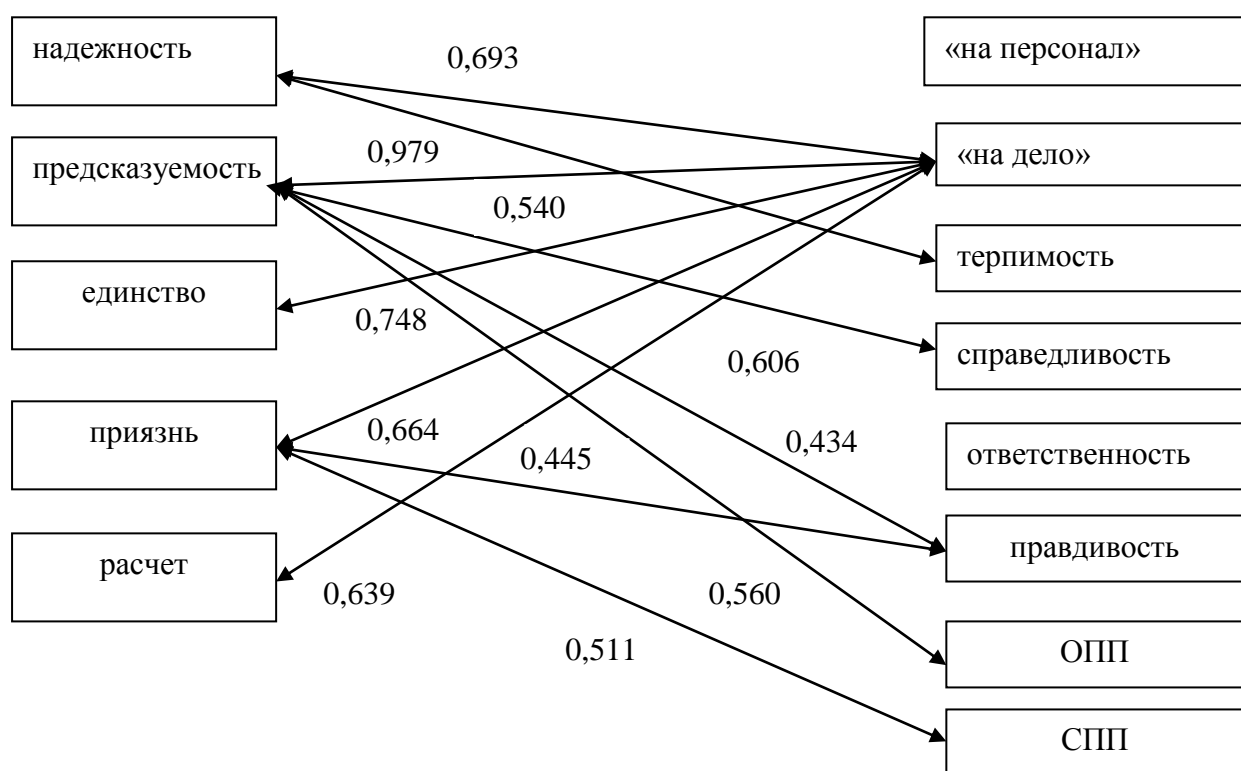 надежность
0,693
«на персонал»
предсказуемость
0,979
«на дело»
0,540
терпимость
единство
0,748
справедливость
0,606
приязнь
0,664
0,445
0,434
ответственность
расчет
правдивость
0,639
0,560
0,511
ОПП
СПП